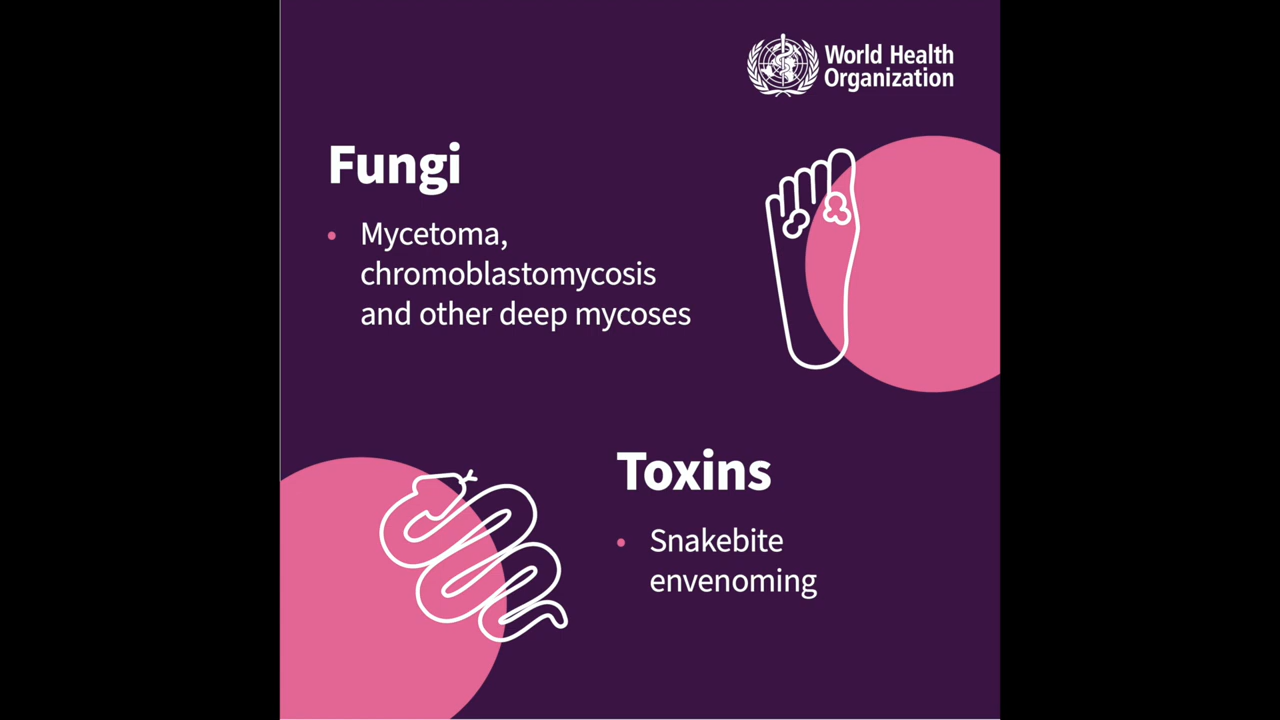 World Health
Organization
Fungi
• Mycetoma,
chromoblastomycosis
and other deep mycoses
Toxins
• Snakebite
envenoming